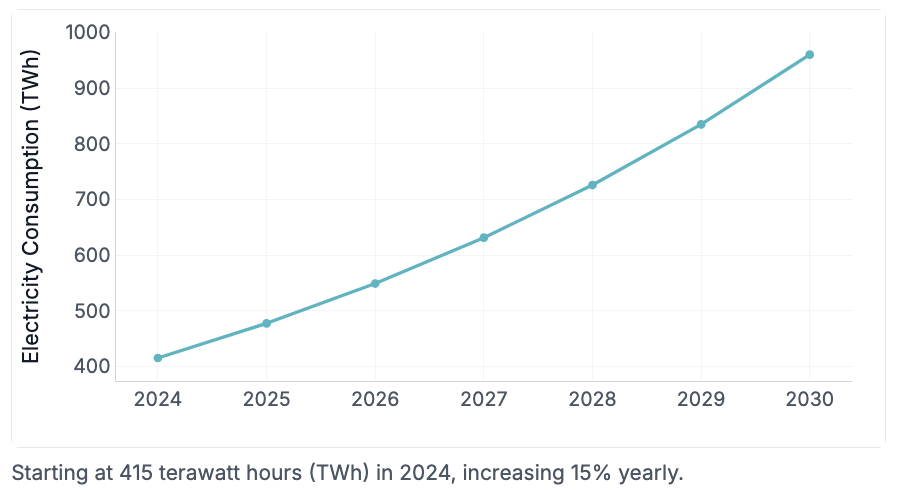 Electricity Consumption (TWh)
1000
900
800
700
600
500
400
2024 2025 2026 2027 2028 2029 2030
Starting at 415 terawatt hours (TWh) in 2024, increasing 15% yearly.